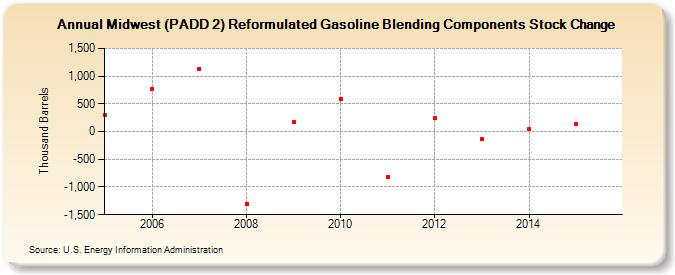 Annual Midwest (PADD 2) Reformulated Gasoline Blending Components Stock Change
Thousand Barrels
1,500
1,000
500
0
-500
-1,000
-1,500
2006 2008 2010 2012 2014
Source: U.S. Energy Information Administration